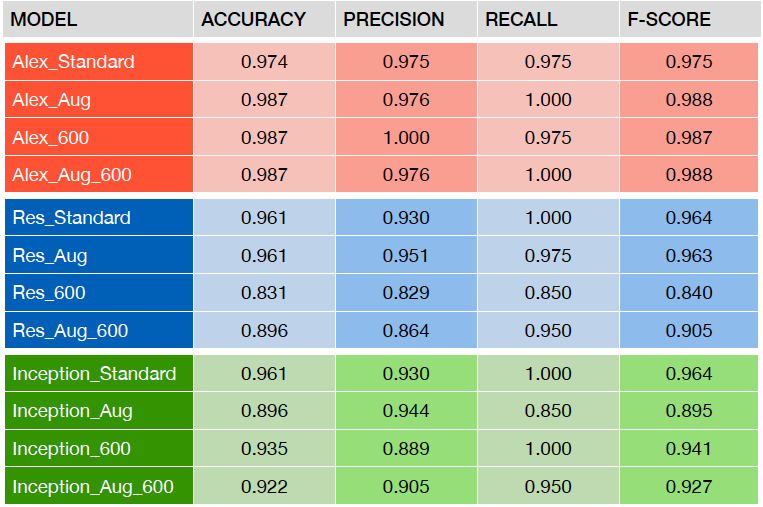 MODEL ACCURACY PRECISION RECALL F-SCORE
Alex_Standard 0.974 0.975 0.975 0.975
Alex_Aug 0.987 0.976 1.000 0.988
Alex_600 0.987 1.000 0.975 0.987
Alex_Aug_600 0.987 0.976 1.000 0.988
Res_Standard 0.961 0.930 1.000 0.964
Res_Aug 0.961 0.951 0.975 0.963
Res_600 0.831 0.829 0.850 0.840
Res_Aug_600 0.896 0.864 0.950 0.905
Inception_Standard 0.961 0.930 1.000 0.964
Inception_Aug 0.896 0.944 0.850 0.895
Inception_600 0.935 0.889 1.000 0.941
Inception_Aug_600 0.922 0.905 0.950 0.927